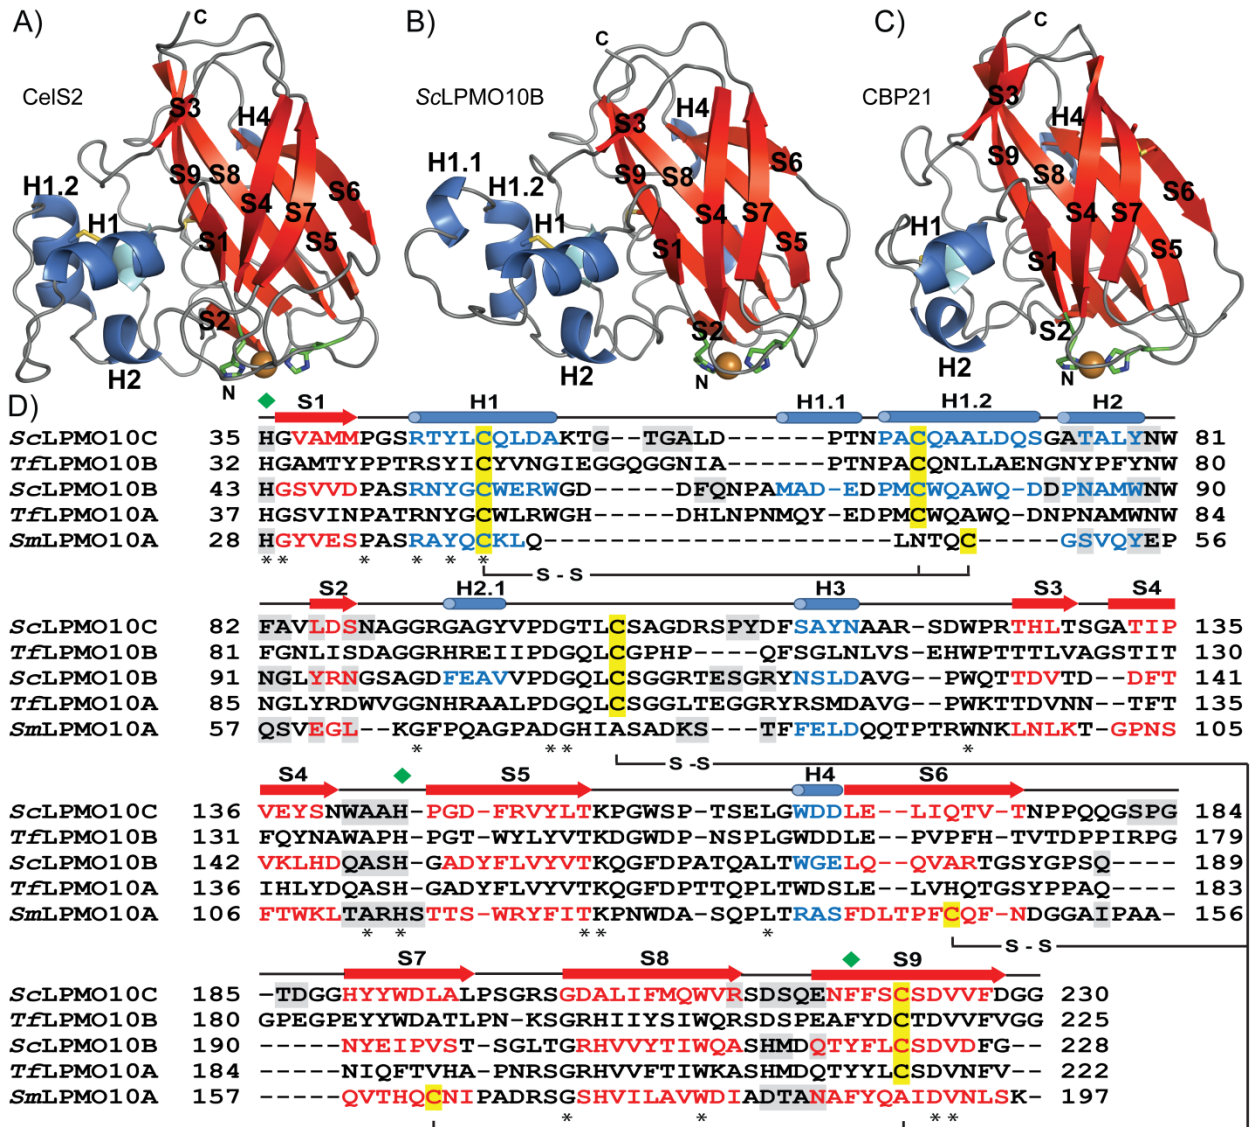 A) B) C)
C C C
CelS2 ScLPMO10B CBP21
S3 H4 S9 S8 S6 H1.2 H1 S4 S7 S1 S5 S2 H2 N
S3 H4 S6 H1.1 H1.2 S9 S8 H1 S4 S7 S1 S5 S2 H2 N
S3 H4 S9 S8 S6 H1 S4 S7 S1 S5 S2 H2 N
D)
S1 H1 H1.1 H1.2 H2
ScLPMO10C 35 HGVAMMPGSRTYLCQLDAKTG--TGALD------PTNPACQAALDQSGATALYNW 81
TfLPMO10B 32 HGAMTYPPTRSYICYVNGIEGGQGGNIA------PTNPACQNLLAENGNYPFYNW 80
ScLPMO10B 43 HGSVVDPASRNYGCWERWGD-----DFQNPAMAD-EDPMCWQAWQ-DDPNAMWNW 90
TfLPMO10A 37 HGSVINPATRNYGCWLRWGH-----DHLNPNMQY-EDPMCWQAWQ-DNPNAMWNW 84
SmLPMO10A 28 HGYVESPASRAYQCKLQ---------------------LNTQC-----GSVQYEP 56
* * * * * *
S - S
S2 H2.1 H3 S3 S4
ScLPMO10C 82 FAVLDSNAGGRGAGYVPDGTLCSAGDRSPYDFSAYNAAR-SDWPRTHLTSGATIP 135
TfLPMO10B 81 FGNLISDAGGRHREIIPDGQLCGPHP----QFSGLNLVS-EHWPTTTLVAGSTIT 130
ScLPMO10B 91 NGLYRNGSAGDFEAVVPDGQLCSGGRTESGRYNSLDAVG--PWQTTDVTD--DFT 141
TfLPMO10A 85 NGLYRDWVGGNHRAALPDGQLCSGGLTEGGRYRSMDAVG--PWKTTDVNN--TFT 135
SmLPMO10A 57 QSVEGL--KGFPQAGPADGHIASADKS--TFFELDQQTPTRWNKLNLKT-GPNS 105
* * * *
S -S
S4 S5 H4 S6
ScLPMO10C 136 VEYSNWAAHPGD-FRVYLTKPGWSP-TSELGWDDLE--LIQTV-TNPPQQGSPG 184
TfLPMO10B 131 FQYNAWAPHPGT-WYLYVTKDGWDP-NSPLGWDDLE--PVPFH-TVTDPPIRPG 179
ScLPMO10B 142 VKLHDQASH-GADYFLVYVTKQGFDPATQALTWGELQ--QVARTGSYGPSQ---- 189
TfLPMO10A 136 IHLYDQASH-GADYFLVYVTKQGFDPTTQPLTWDSLE--LVHQTGSYPPAQ---- 183
SmLPMO10A 106 FTWKLTARHSTTS-WRYFITKPNWDA-SQPLTRASFDLTPFCQF-NDGGAIPAA- 156
* * * * *
S - S
S7 S8 S9
ScLPMO10C 185 -TDGGHYYWDLALPSGRSGDALIFMQWVRSDSQENFFSCSDVVFDGG 230
TfLPMO10B 180 GPEGPEYYWDATLPN-KSGRHIIYSIWQRSDSPEAFYDCTDVVFVGG 225
ScLPMO10B 190 -----NYEIPVST-SGLTGRHVVYTIWQASHMDQTYFLCSDVDFG-- 228
TfLPMO10A 184 -----NIQFTVHA-PNRSGRHVVFTIWKASHMDQTYYLCSDVNFV-- 222
SmLPMO10A 157 -----QVTHQCNIPADRSGSHVILAVWDIADTANAFYQAIDVNLSK- 197
* * * *